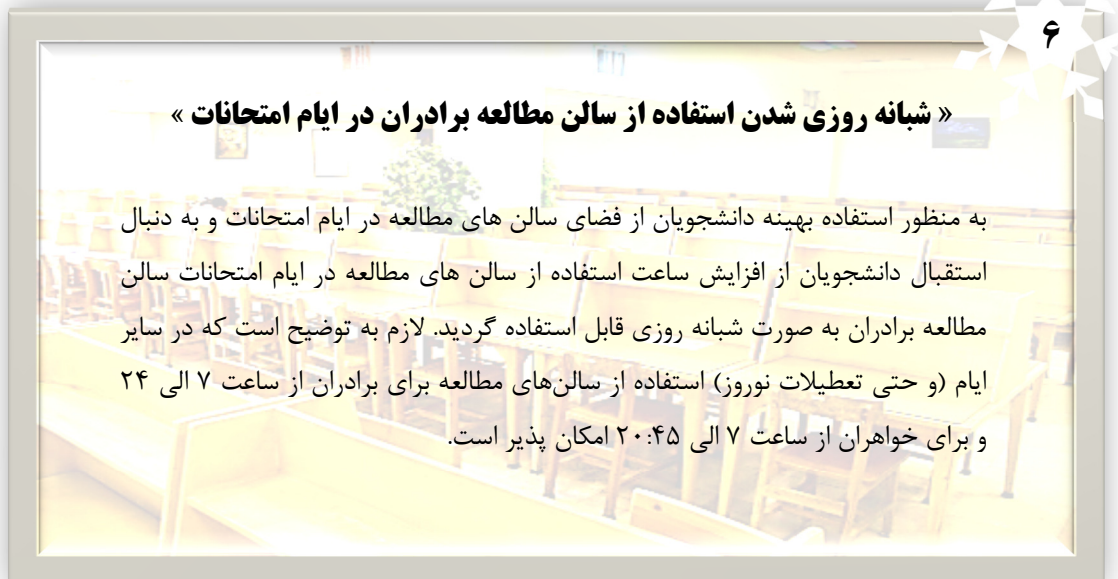 ۶
« شبانه روزی شدن استفاده از سالن مطالعه برادران در ایام امتحانات »
به منظور استفاده بهینه دانشجویان از فضای سالن های مطالعه در ایام امتحانات و به دنبال
استقبال دانشجویان از افزایش ساعت استفاده از سالن های مطالعه در ایام امتحانات سالن
مطالعه برادران به صورت شبانه روزی قابل استفاده گردید. لازم به توضیح است که در سایر
ایام (و حتی تعطیلات نوروز) استفاده از سالن‌های مطالعه برای برادران از ساعت ۷ الی ۲۴
و برای خواهران از ساعت ۷ الی ۲۰:۴۵ امکان پذیر است.